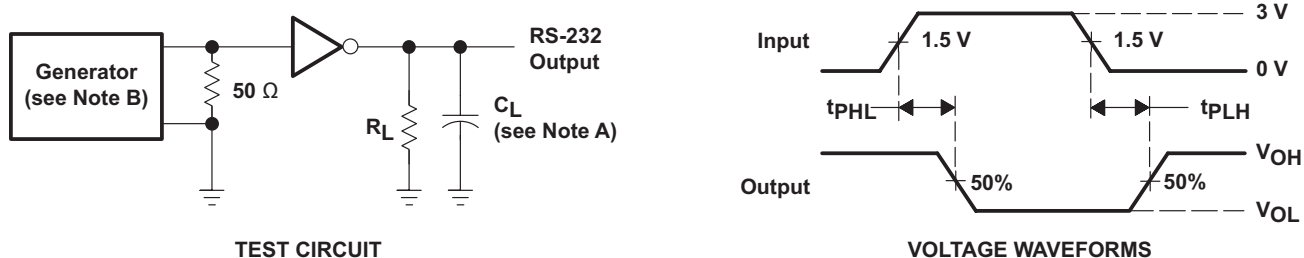 Generator
(see Note B)
50 Ω
RS-232
Output
RL
CL
(see Note A)
TEST CIRCUIT
Input
1.5 V
1.5 V
3 V
0 V
tPHL
tPLH
Output
50%
50%
VOH
VOL
VOLTAGE WAVEFORMS